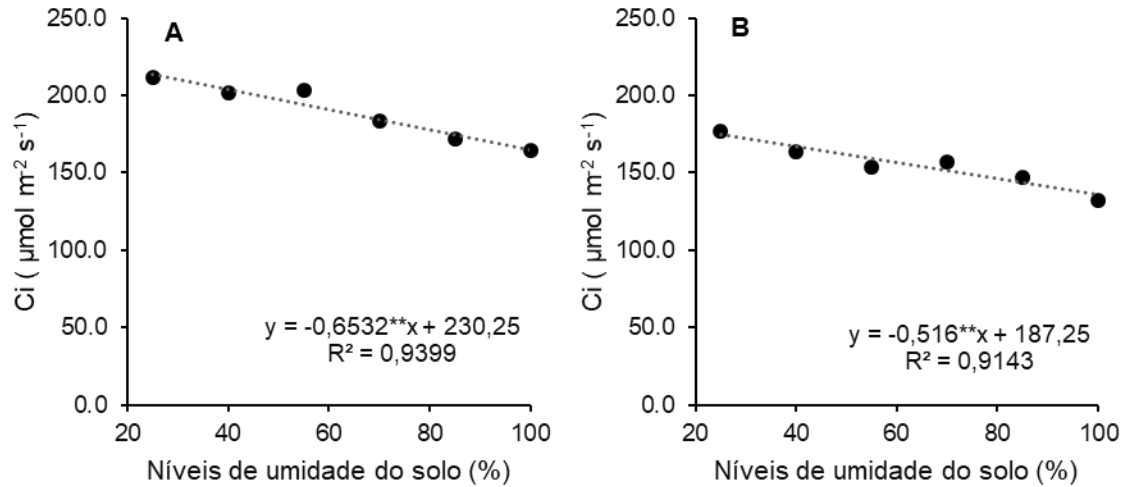 A
250.0
200.0
150.0
100.0
50.0
0.0
Ci ( µmol m⁻² s⁻¹)
y = -0,6532**x + 230,25
R² = 0,9399
20 40 60 80 100
Níveis de umidade do solo (%)
B
250.0
200.0
150.0
100.0
50.0
0.0
Ci ( µmol m⁻² s⁻¹)
y = -0,516**x + 187,25
R² = 0,9143
20 40 60 80 100
Níveis de umidade do solo (%)